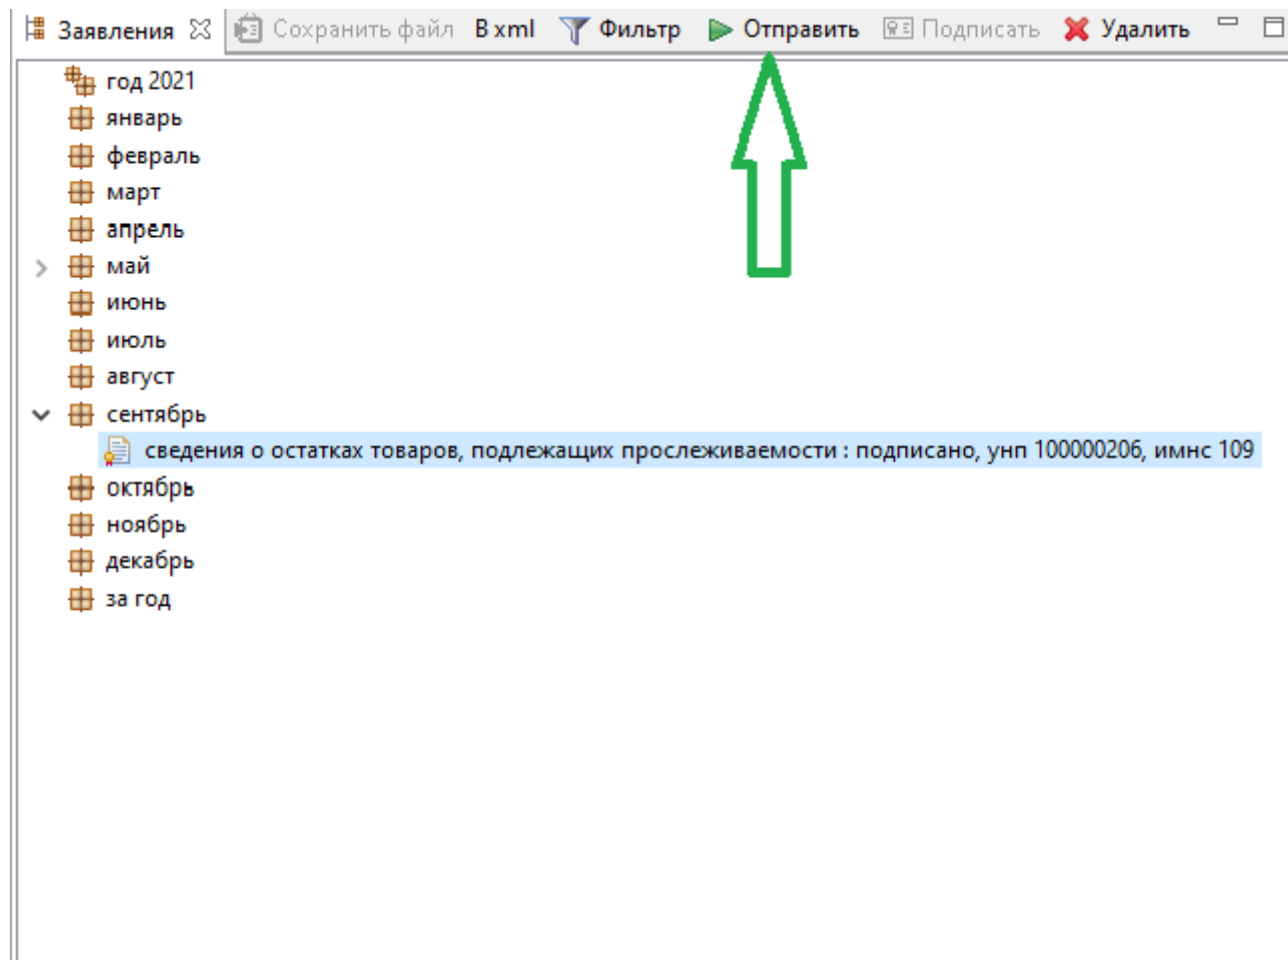 Заявления Сохранить файл В xml Фильтр Отправить Подписать Удалить
год 2021
январь
февраль
март
апрель
май
июнь
июль
август
сентябрь
сведения о остатках товаров, подлежащих прослеживаемости : подписано, унп 100000206, имнс 109
октябрь
ноябрь
декабрь
за год